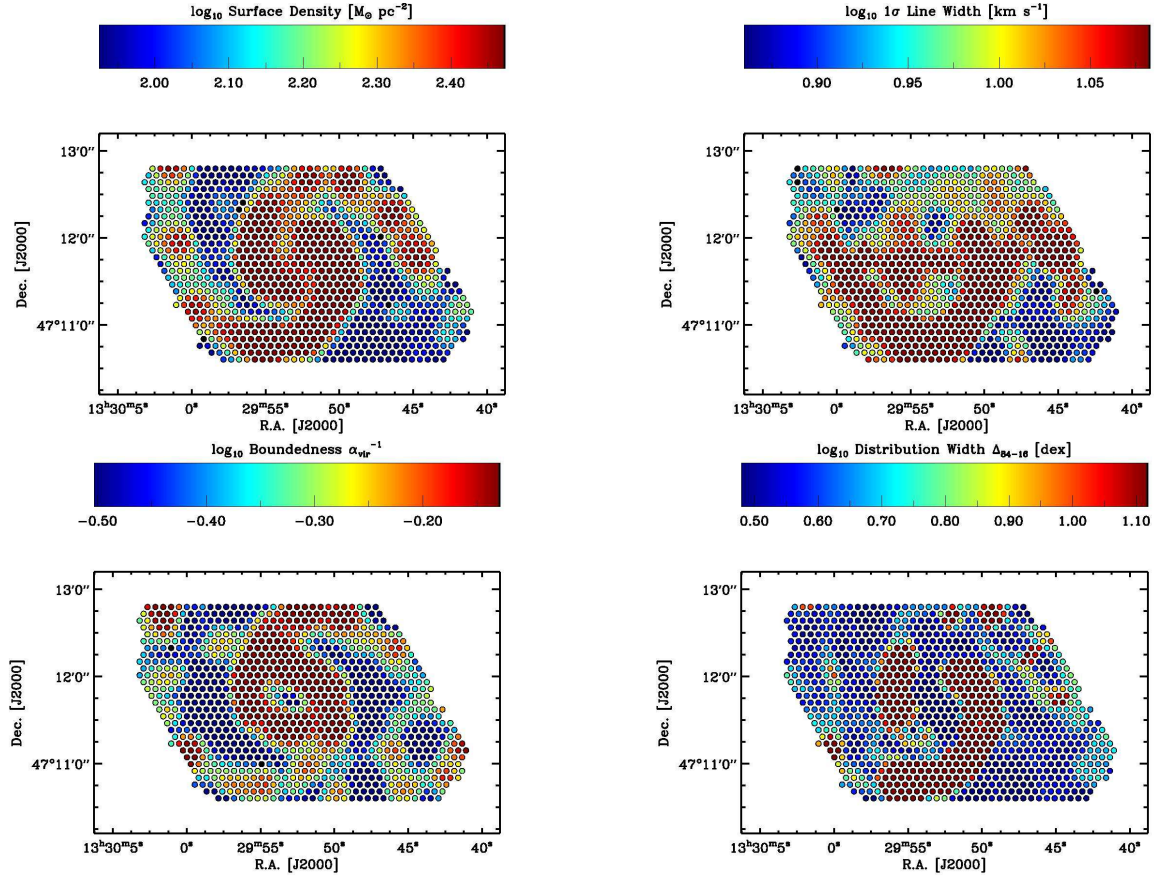 log₁₀ Surface Density [M☉ pc⁻²]
2.00 2.10 2.20 2.30 2.40
13'0"
12'0"
47°11'0"
Dec. [J2000]
13ʰ30ᵐ5ˢ 0ˢ 29ᵐ55ˢ 50ˢ 45ˢ 40ˢ
R.A. [J2000]
log₁₀ 1σ Line Width [km s⁻¹]
0.90 0.95 1.00 1.05
13'0"
12'0"
47°11'0"
Dec. [J2000]
13ʰ30ᵐ5ˢ 0ˢ 29ᵐ55ˢ 50ˢ 45ˢ 40ˢ
R.A. [J2000]
log₁₀ Boundedness αᵥᵢᵣ⁻¹
−0.50 −0.40 −0.30 −0.20
13'0"
12'0"
47°11'0"
Dec. [J2000]
13ʰ30ᵐ5ˢ 0ˢ 29ᵐ55ˢ 50ˢ 45ˢ 40ˢ
R.A. [J2000]
log₁₀ Distribution Width Δ₈₄₋₁₆ [dex]
0.50 0.60 0.70 0.80 0.90 1.00 1.10
13'0"
12'0"
47°11'0"
Dec. [J2000]
13ʰ30ᵐ5ˢ 0ˢ 29ᵐ55ˢ 50ˢ 45ˢ 40ˢ
R.A. [J2000]